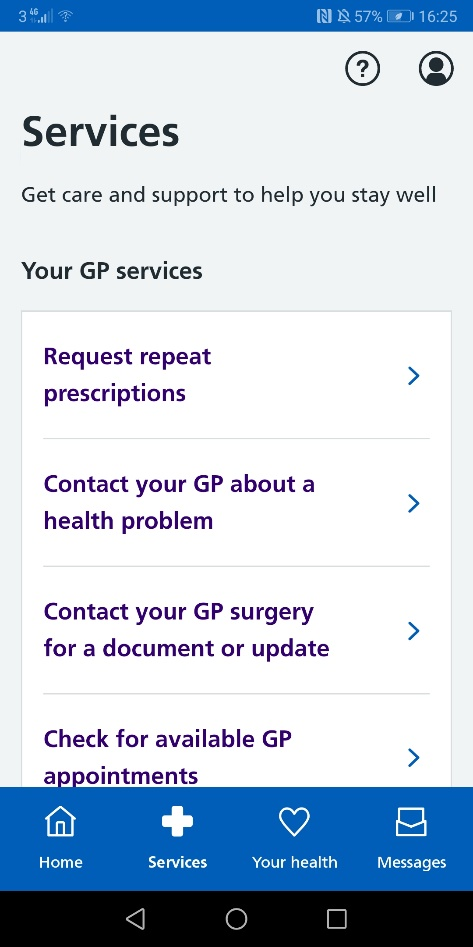 3 4G 57% 16:25
?
Services
Get care and support to help you stay well
Your GP services
Request repeat
prescriptions
Contact your GP about a
health problem
Contact your GP surgery
for a document or update
Check for available GP
appointments
Home Services Your health Messages